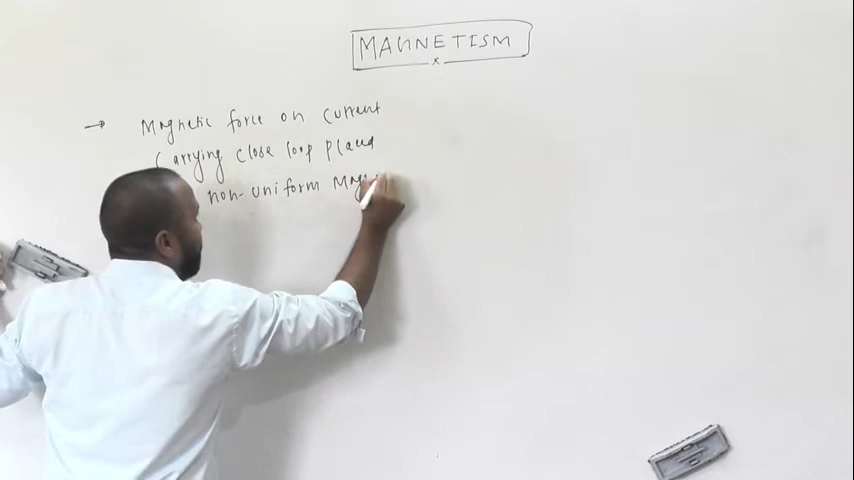 MAGNETISM
x
→ Magnetic force on current
Carrying close loop placed
non-uniform